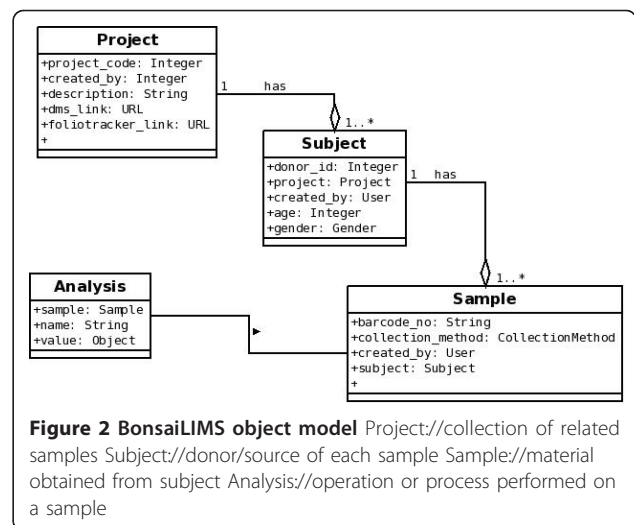 Project
+project_code: Integer
+created_by: Integer
+description: String
+dms_link: URL
+foliotracker_link: URL
+
1 has
1..*
Subject
+donor_id: Integer
+project: Project
+created_by: User
+age: Integer
+gender: Gender
1 has
1..*
Analysis
+sample: Sample
+name: String
+value: Object
Sample
+barcode_no: String
+collection_method: CollectionMethod
+created_by: User
+subject: Subject
+
Figure 2 BonsaiLIMS object model Project://collection of related
samples Subject://donor/source of each sample Sample://material
obtained from subject Analysis://operation or process performed on
a sample